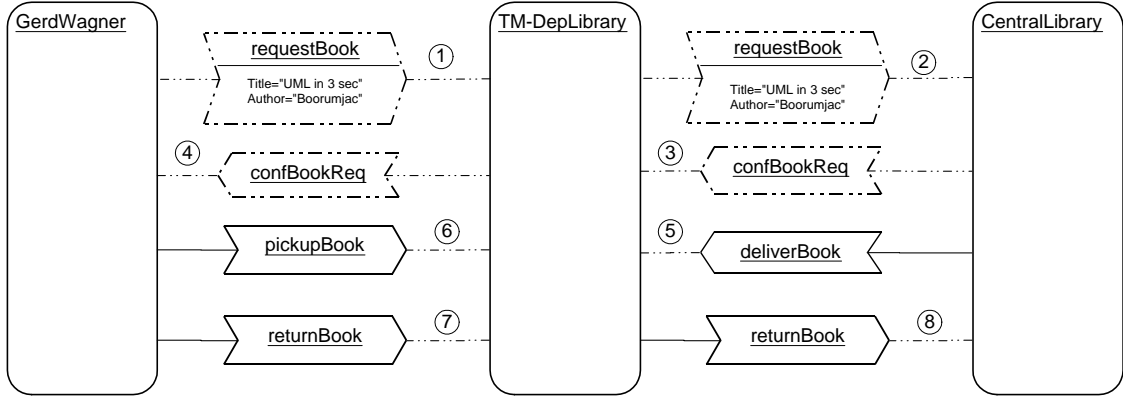 GerdWagner
TM-DepLibrary
CentralLibrary
requestBook
1
Title="UML in 3 sec"
Author="Boorumjac"
requestBook
2
Title="UML in 3 sec"
Author="Boorumjac"
4
confBookReq
3
confBookReq
pickupBook
6
5
deliverBook
returnBook
7
returnBook
8